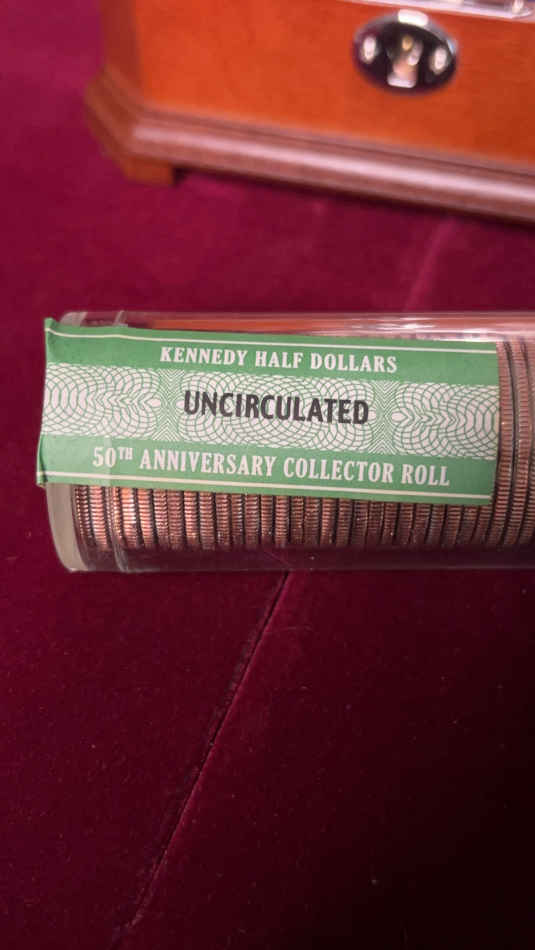 KENNEDY HALF DOLLARS
UNCIRCULATED
50TH ANNIVERSARY COLLECTOR ROLL